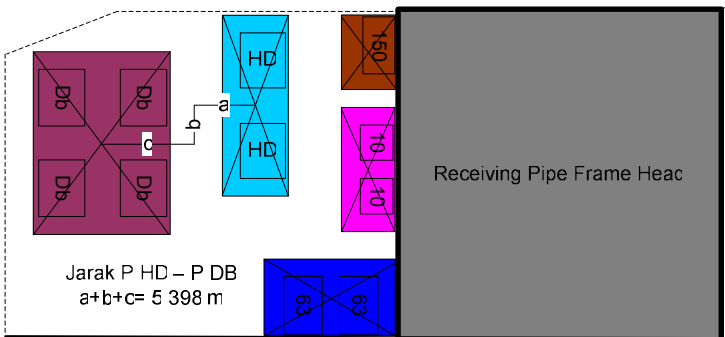 HD
150
Db
Db
a
b
c
HD
10
10
Receiving Pipe Frame Head
Db
Db
Jarak P HD – P DB
a+b+c= 5 398 m
63
63